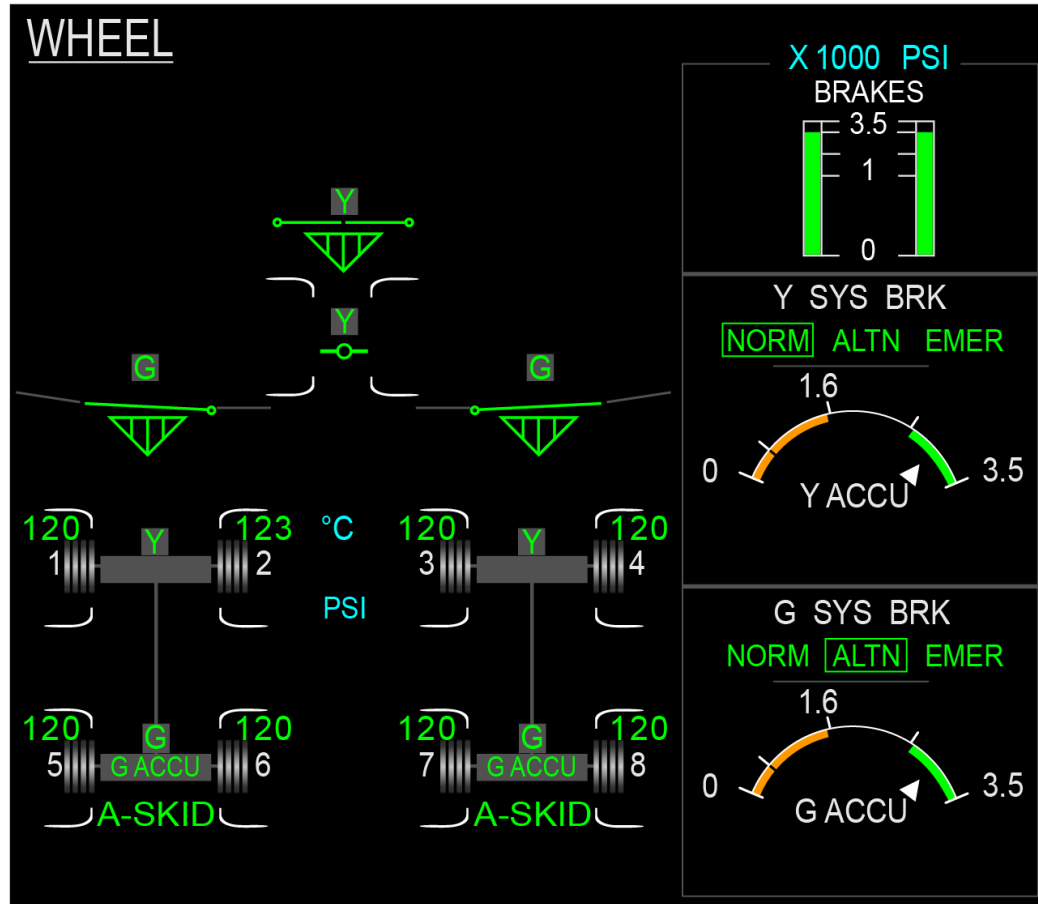 WHEEL
X 1000 PSI
BRAKES
3.5
1
0
Y
Y
G G
Y SYS BRK
NORM ALTN EMER
1.6
0 3.5
Y ACCU
120 123 °C 120 120
Y Y
1 2 3 4
PSI
G SYS BRK
NORM ALTN EMER
1.6
0 3.5
G ACCU
120 120 120 120
G G
5 G ACCU 6 7 G ACCU 8
A-SKID A-SKID